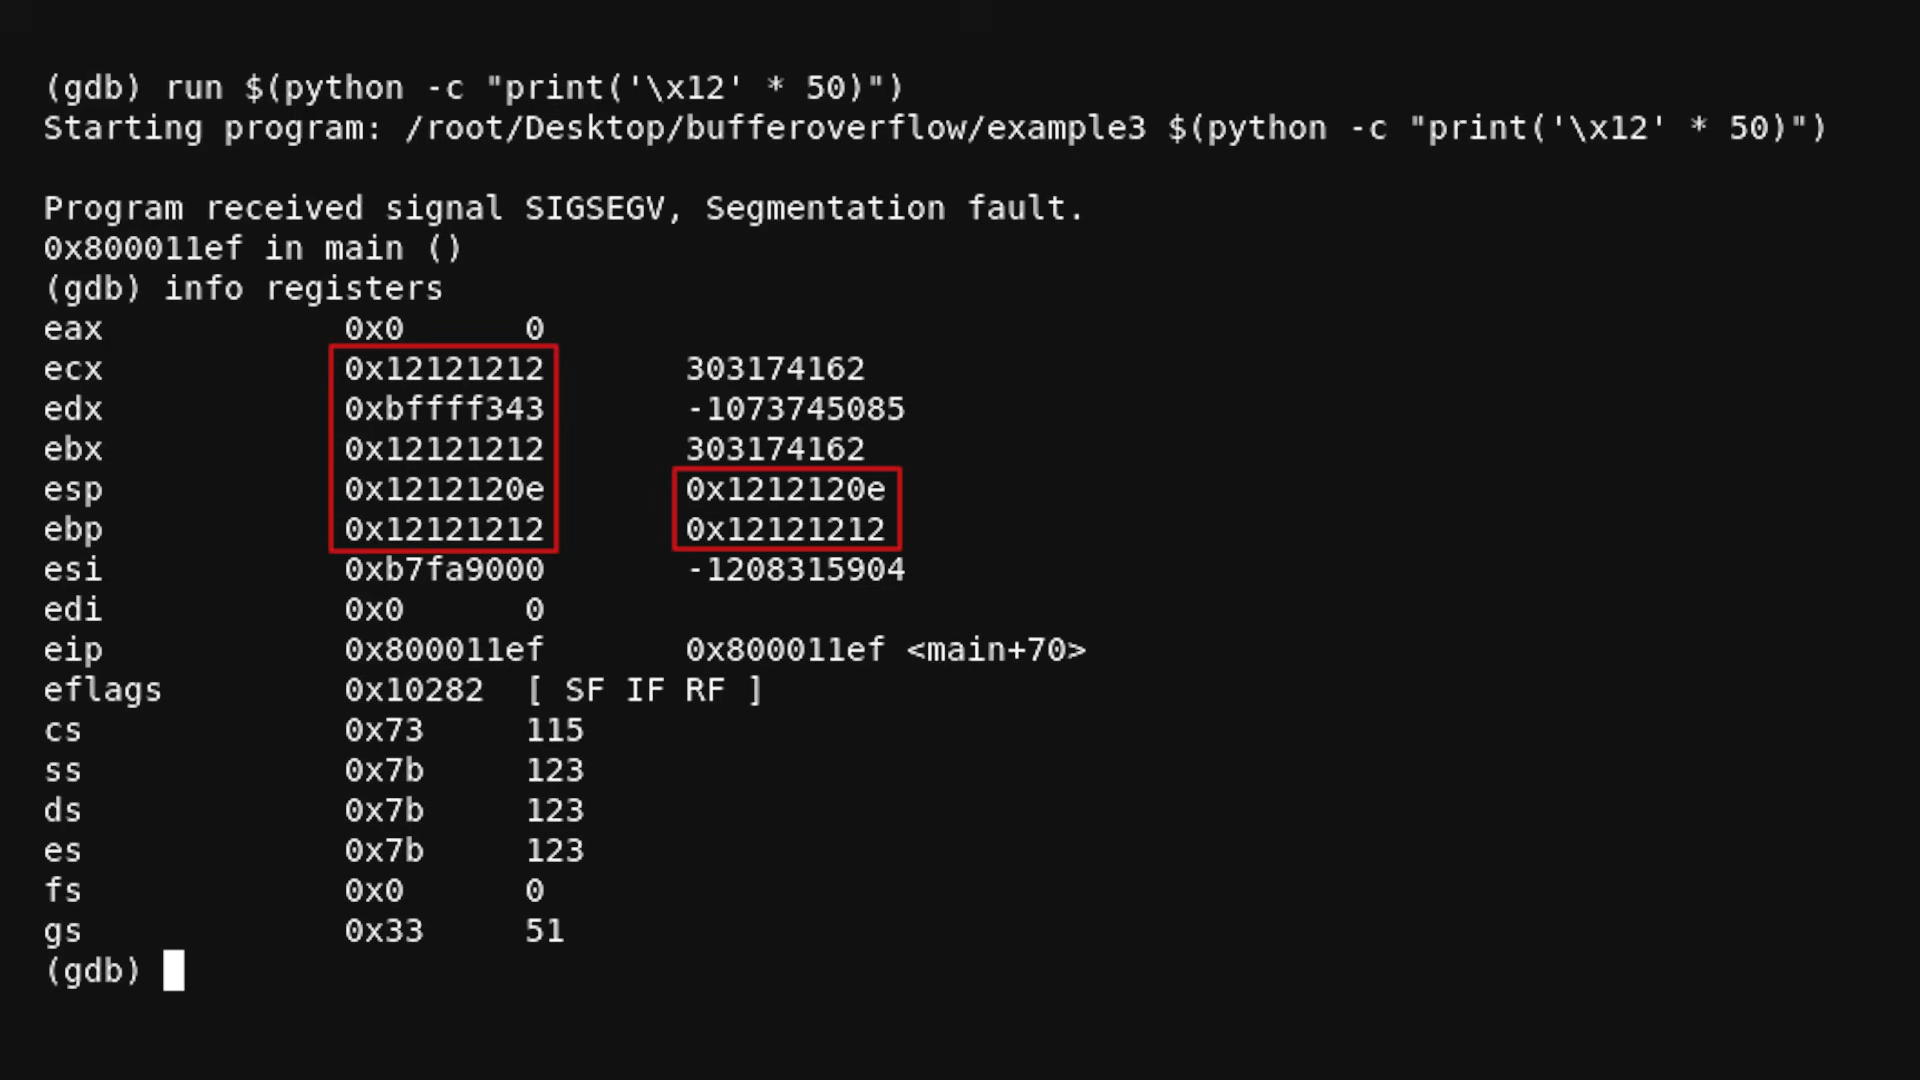 (gdb) run $(python -c "print('\x12' * 50)")
Starting program: /root/Desktop/bufferoverflow/example3 $(python -c "print('\x12' * 50)")
Program received signal SIGSEGV, Segmentation fault.
0x800011ef in main ()
(gdb) info registers
eax 0x0 0
ecx 0x12121212 303174162
edx 0xbffff343 -1073745085
ebx 0x12121212 303174162
esp 0x1212120e 0x1212120e
ebp 0x12121212 0x12121212
esi 0xb7fa9000 -1208315904
edi 0x0 0
eip 0x800011ef 0x800011ef <main+70>
eflags 0x10282 [ SF IF RF ]
cs 0x73 115
ss 0x7b 123
ds 0x7b 123
es 0x7b 123
fs 0x0 0
gs 0x33 51
(gdb)